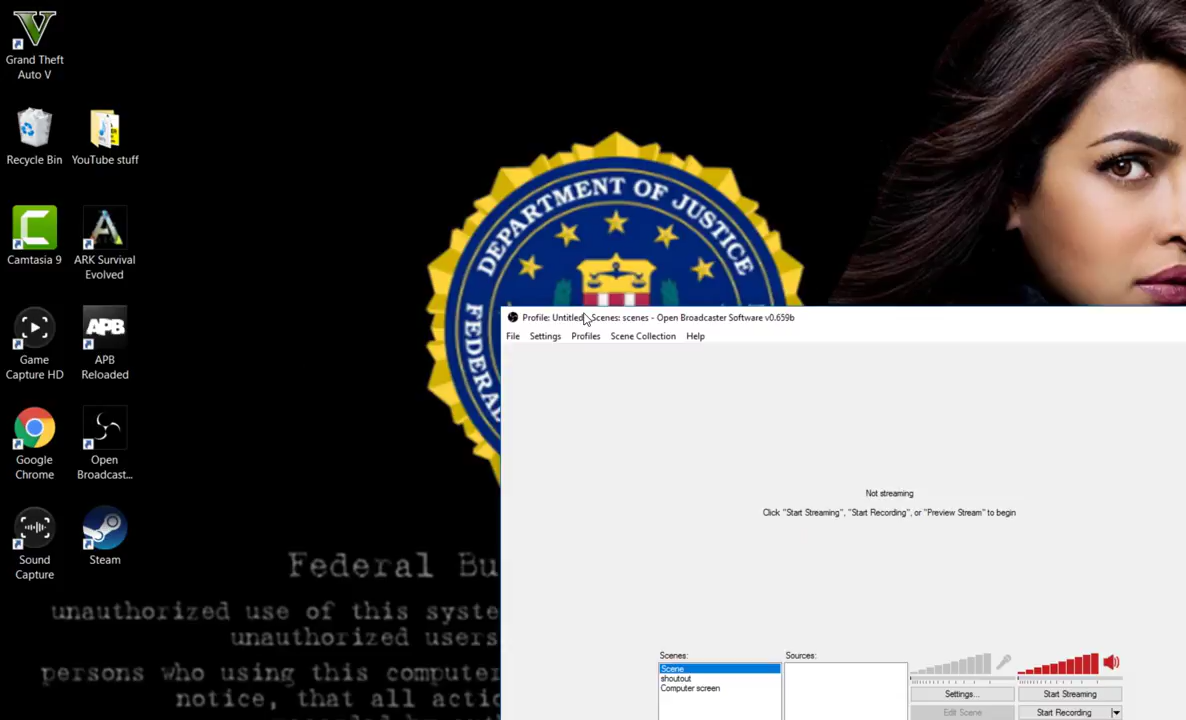 Grand Theft
Auto V
Recycle Bin
YouTube stuff
Camtasia 9
ARK Survival
Evolved
Game
Capture HD
APB
APB
Reloaded
Google
Chrome
Open
Broadcast...
Sound
Capture
Steam
DEPARTMENT OF JUSTICE
FEDERAL
Federal Bu
unauthorized use of this syste
unauthorized users
persons who using this computer
notice, that all actio
Profile: Untitled Scenes: scenes - Open Broadcaster Software v0.659b
File Settings Profiles Scene Collection Help
Not streaming
Click "Start Streaming", "Start Recording", or "Preview Stream" to begin
Scenes:
Sources:
Scene
shoutout
Computer screen
Settings...
Start Streaming
Edit Scene
Start Recording